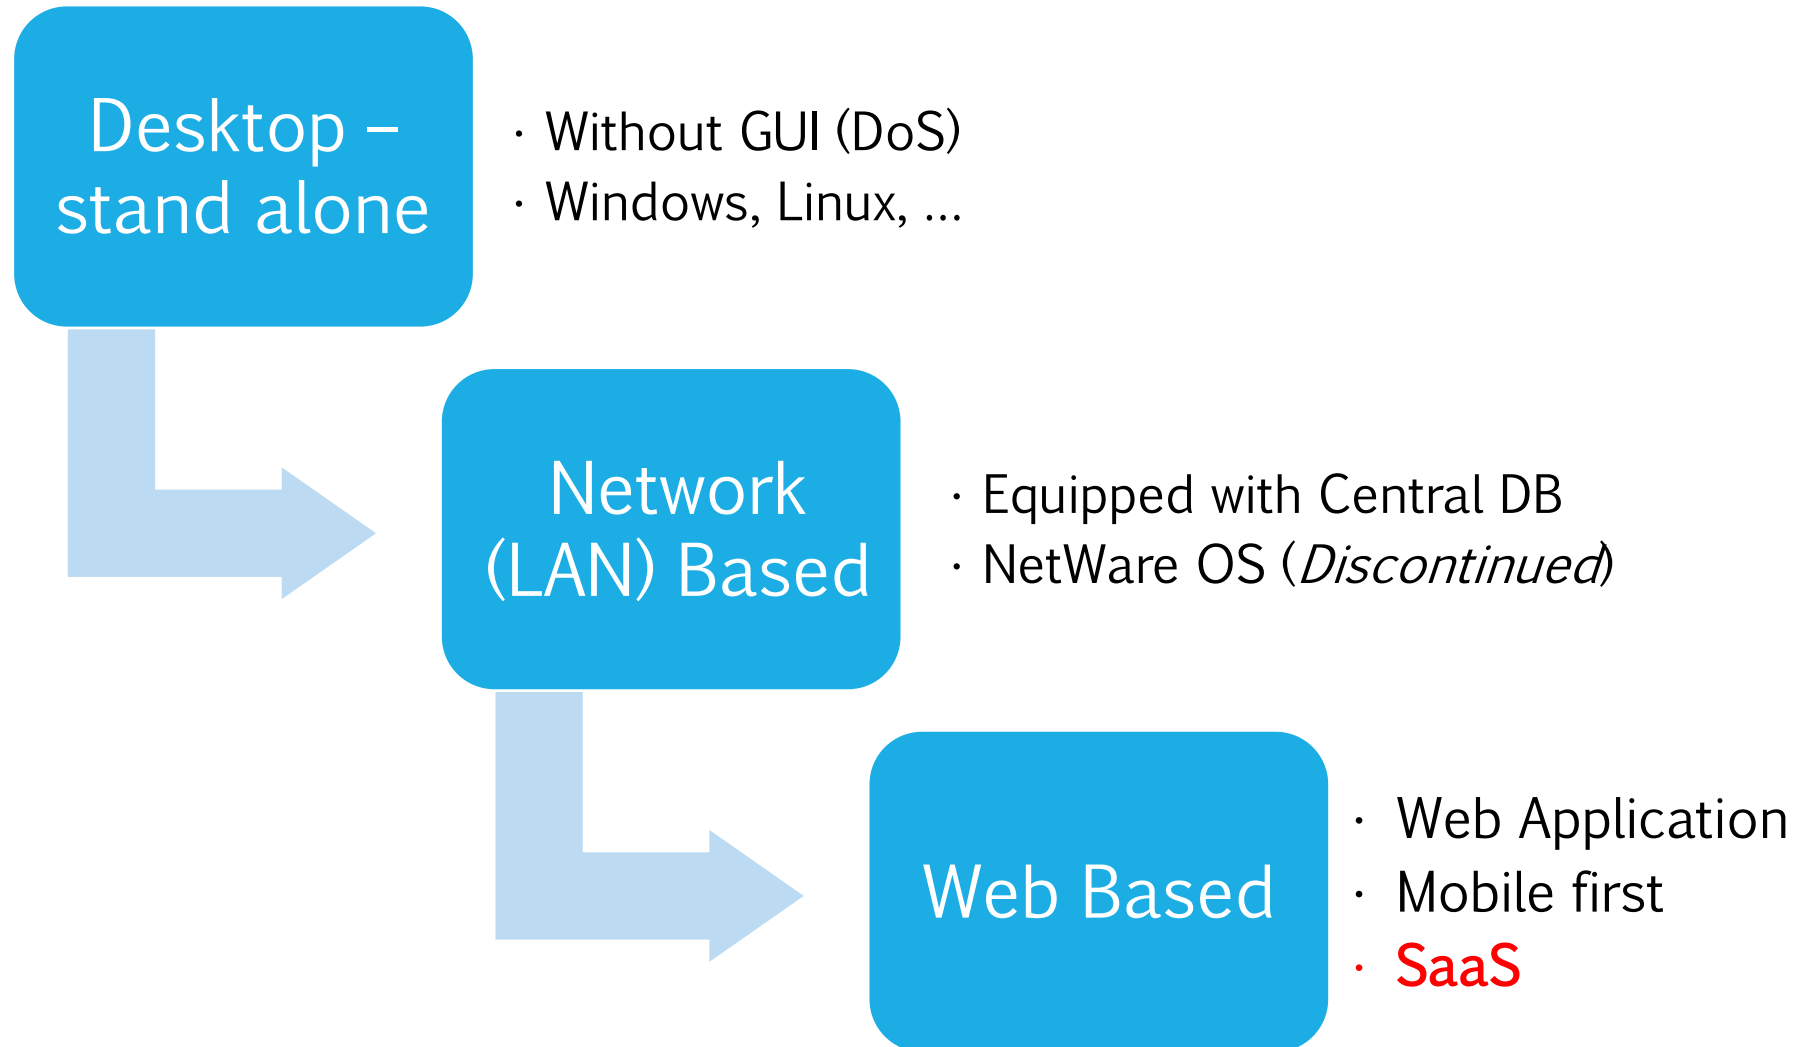 Desktop –
stand alone
· Without GUI (DoS)
· Windows, Linux, ...
Network
(LAN) Based
· Equipped with Central DB
· NetWare OS (Discontinued)
Web Based
· Web Application
· Mobile first
· SaaS